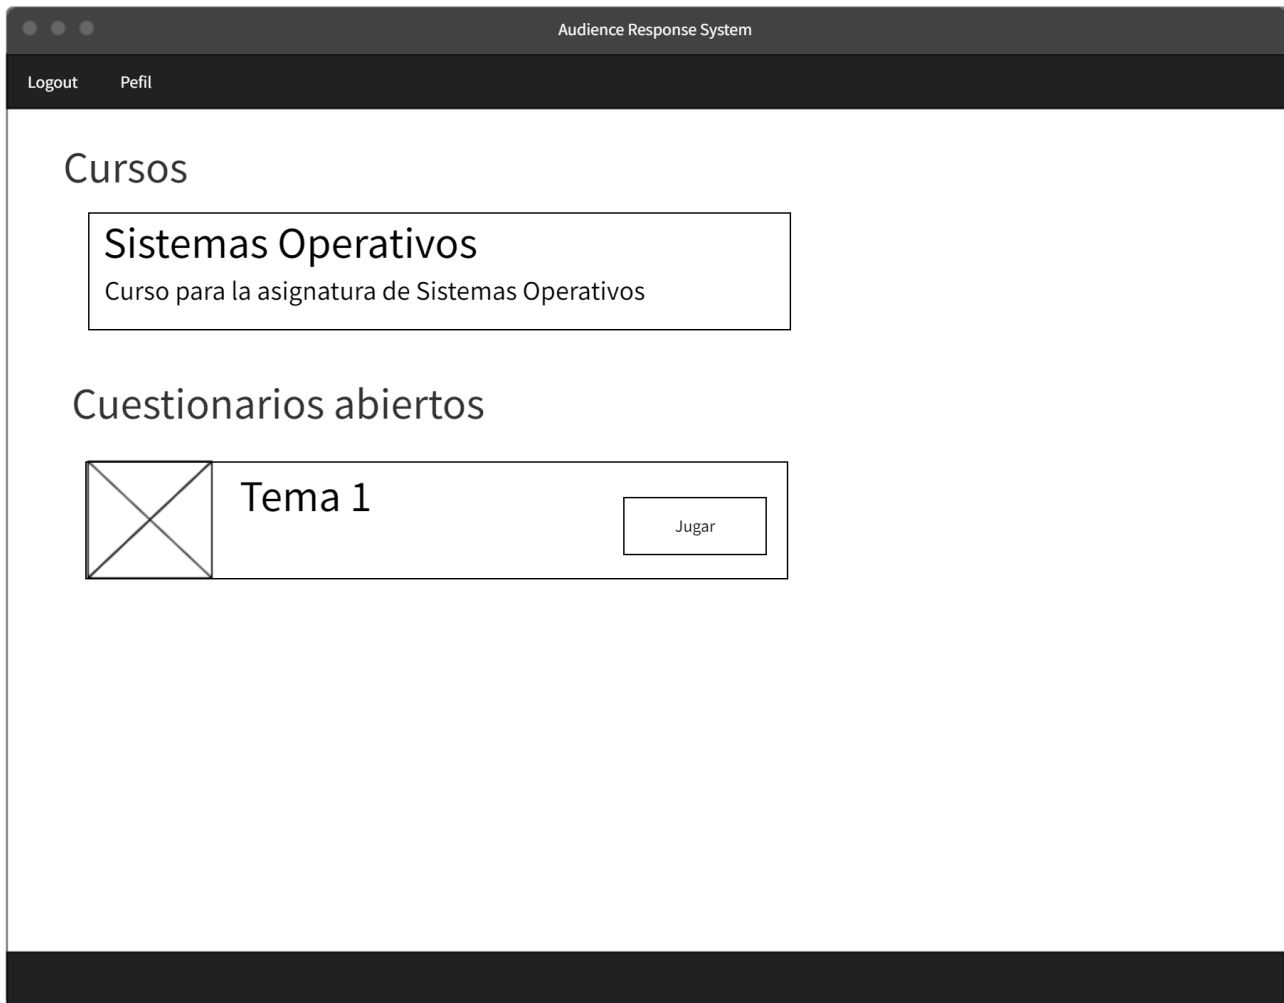 Audience Response System
Logout Pefil
Cursos
Sistemas Operativos
Curso para la asignatura de Sistemas Operativos
Cuestionarios abiertos
Tema 1
Jugar